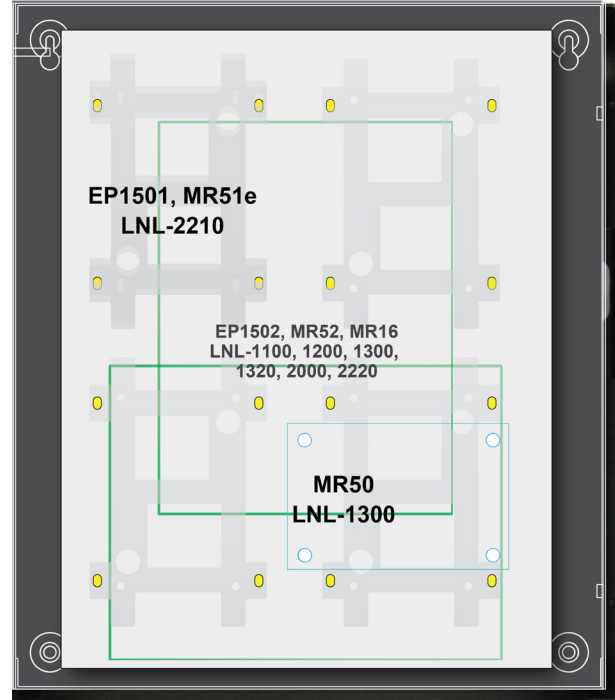 EP1501, MR51e
LNL-2210
EP1502, MR52, MR16
LNL-1100, 1200, 1300,
1320, 2000, 2220
MR50
LNL-1300